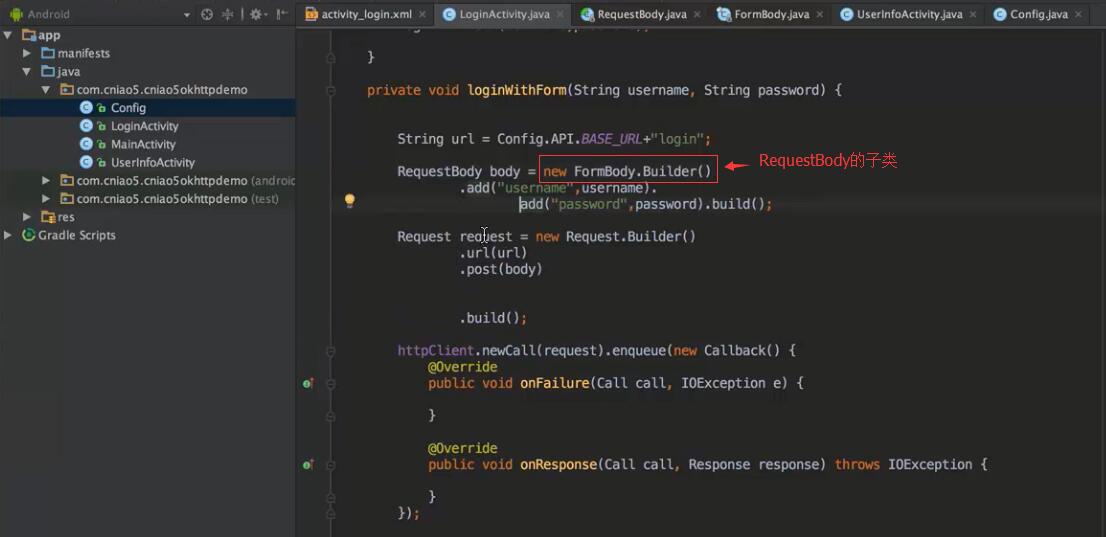 Android
activity_login.xml
LoginActivity.java
RequestBody.java
FormBody.java
UserInfoActivity.java
Config.java
app
manifests
java
com.cniao5.cniao5okhttpdemo
Config
LoginActivity
MainActivity
UserInfoActivity
com.cniao5.cniao5okhttpdemo (android
com.cniao5.cniao5okhttpdemo (test)
res
Gradle Scripts
}
private void loginWithForm(String username, String password) {
String url = Config.API.BASE_URL+"login";
RequestBody body = new FormBody.Builder()
RequestBody的子类
.add("username",username).
add("password",password).build();
Request request = new Request.Builder()
.url(url)
.post(body)
.build();
httpClient.newCall(request).enqueue(new Callback() {
@Override
public void onFailure(Call call, IOException e) {
}
@Override
public void onResponse(Call call, Response response) throws IOException {
}
});